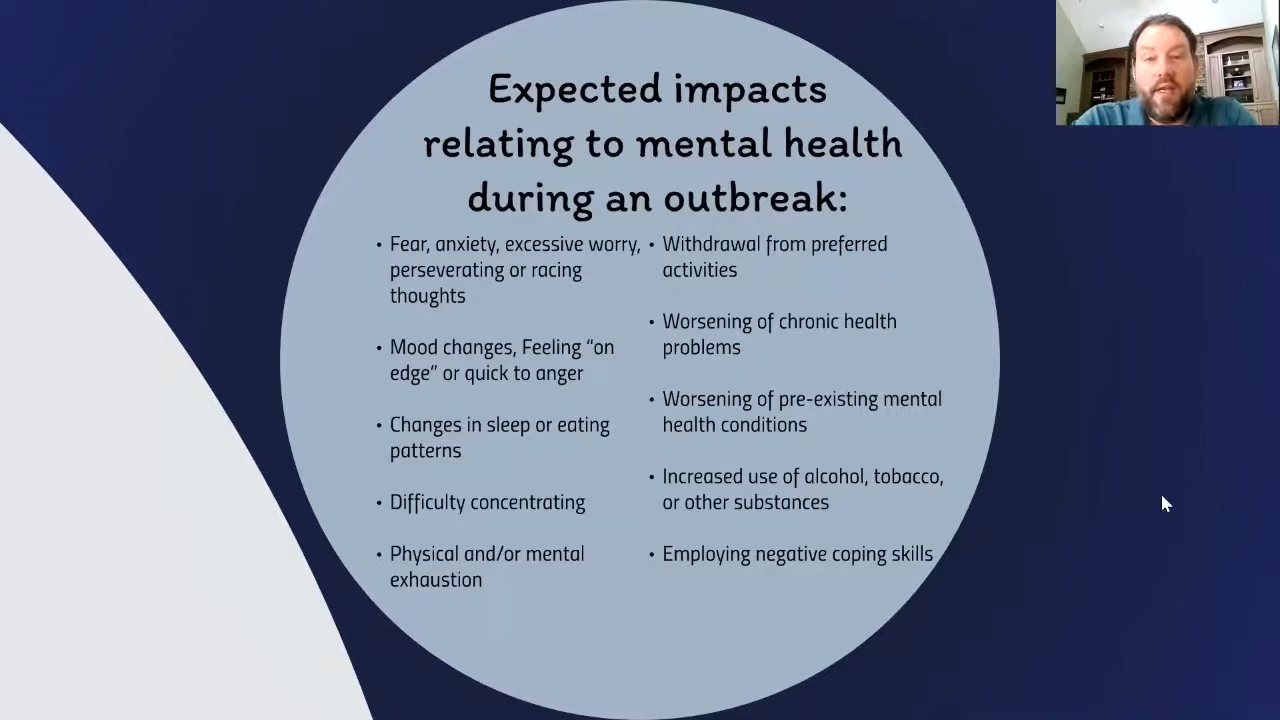 Expected impacts
relating to mental health
during an outbreak:
• Fear, anxiety, excessive worry,
perseverating or racing
thoughts
• Mood changes, Feeling “on
edge” or quick to anger
• Changes in sleep or eating
patterns
• Difficulty concentrating
• Physical and/or mental
exhaustion
• Withdrawal from preferred
activities
• Worsening of chronic health
problems
• Worsening of pre-existing mental
health conditions
• Increased use of alcohol, tobacco,
or other substances
• Employing negative coping skills